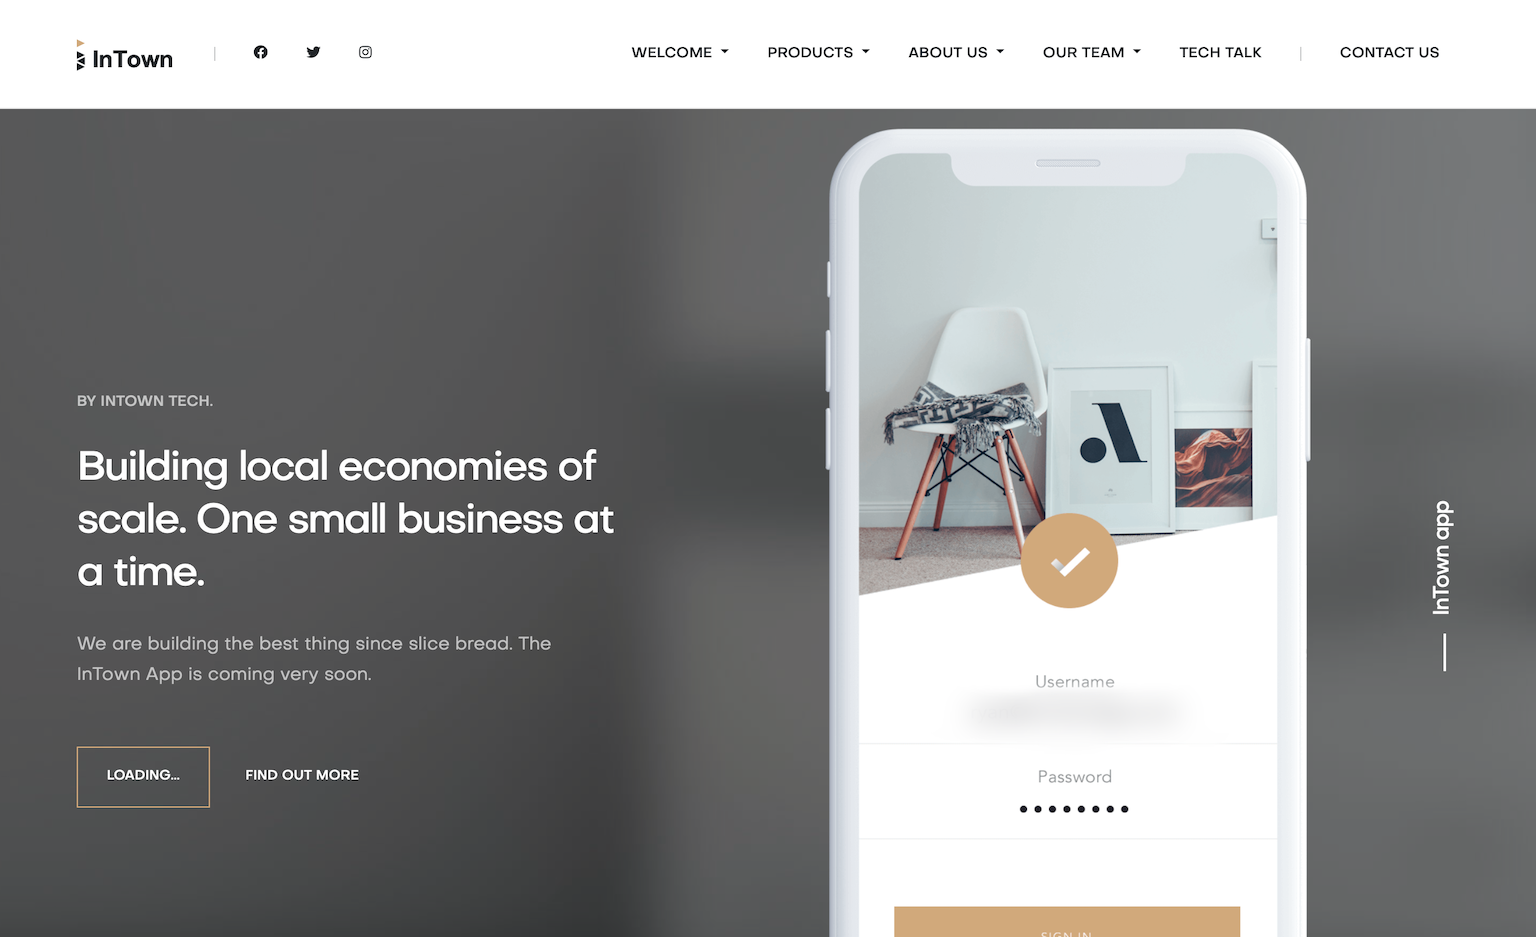 InTown
WELCOME
PRODUCTS
ABOUT US
OUR TEAM
TECH TALK
CONTACT US
BY INTOWN TECH.
Building local economies of
scale. One small business at
a time.
We are building the best thing since slice bread. The
InTown App is coming very soon.
LOADING...
FIND OUT MORE
a
Username
Password
SIGN IN
InTown app